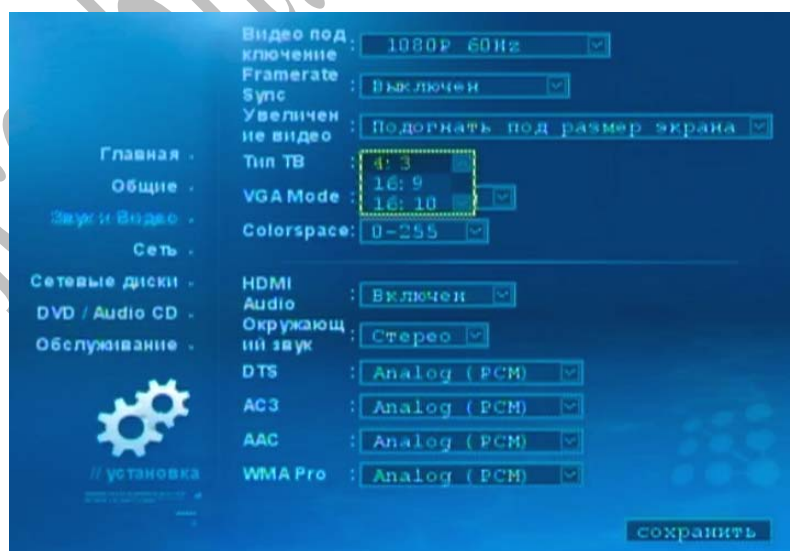 Видео под
ключение : 1080P 60Hz
Framerate
Sync : Выключен
Увеличен
ие видео : Подогнать под размер экрана
Главная
Тип ТВ : 4:3
Общие
16:9
VGA Mode :
16:10
Звук и Видео
Colorspace: 0-255
Сеть
Сетевые диски
HDMI
Audio : Включен
DVD / Audio CD
Окружающ
ий звук : Стерео
Обслуживание
DTS : Analog (PCM)
AC3 : Analog (PCM)
AAC : Analog (PCM)
// установка
WMA Pro : Analog (PCM)
сохранить